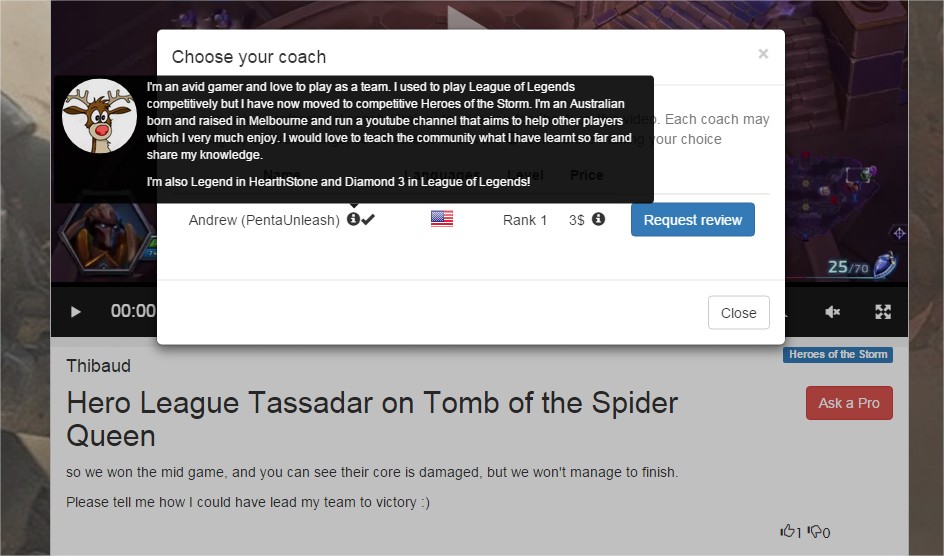 Choose your coach
×
I'm an avid gamer and love to play as a team. I used to play League of Legends
competitively but I have now moved to competitive Heroes of the Storm. I'm an Australian
born and raised in Melbourne and run a youtube channel that aims to help other players
which I very much enjoy. I would love to teach the community what I have learnt so far and
share my knowledge.
I'm also Legend in HearthStone and Diamond 3 in League of Legends!
video. Each coach may
your choice
Name Languages Level Price
Andrew (PentaUnleash) Rank 1 3$ Request review
25/70
00:00
Close
Thibaud
Heroes of the Storm
Hero League Tassadar on Tomb of the Spider
Queen
Ask a Pro
so we won the mid game, and you can see their core is damaged, but we won't manage to finish.
Please tell me how I could have lead my team to victory :)
1 0